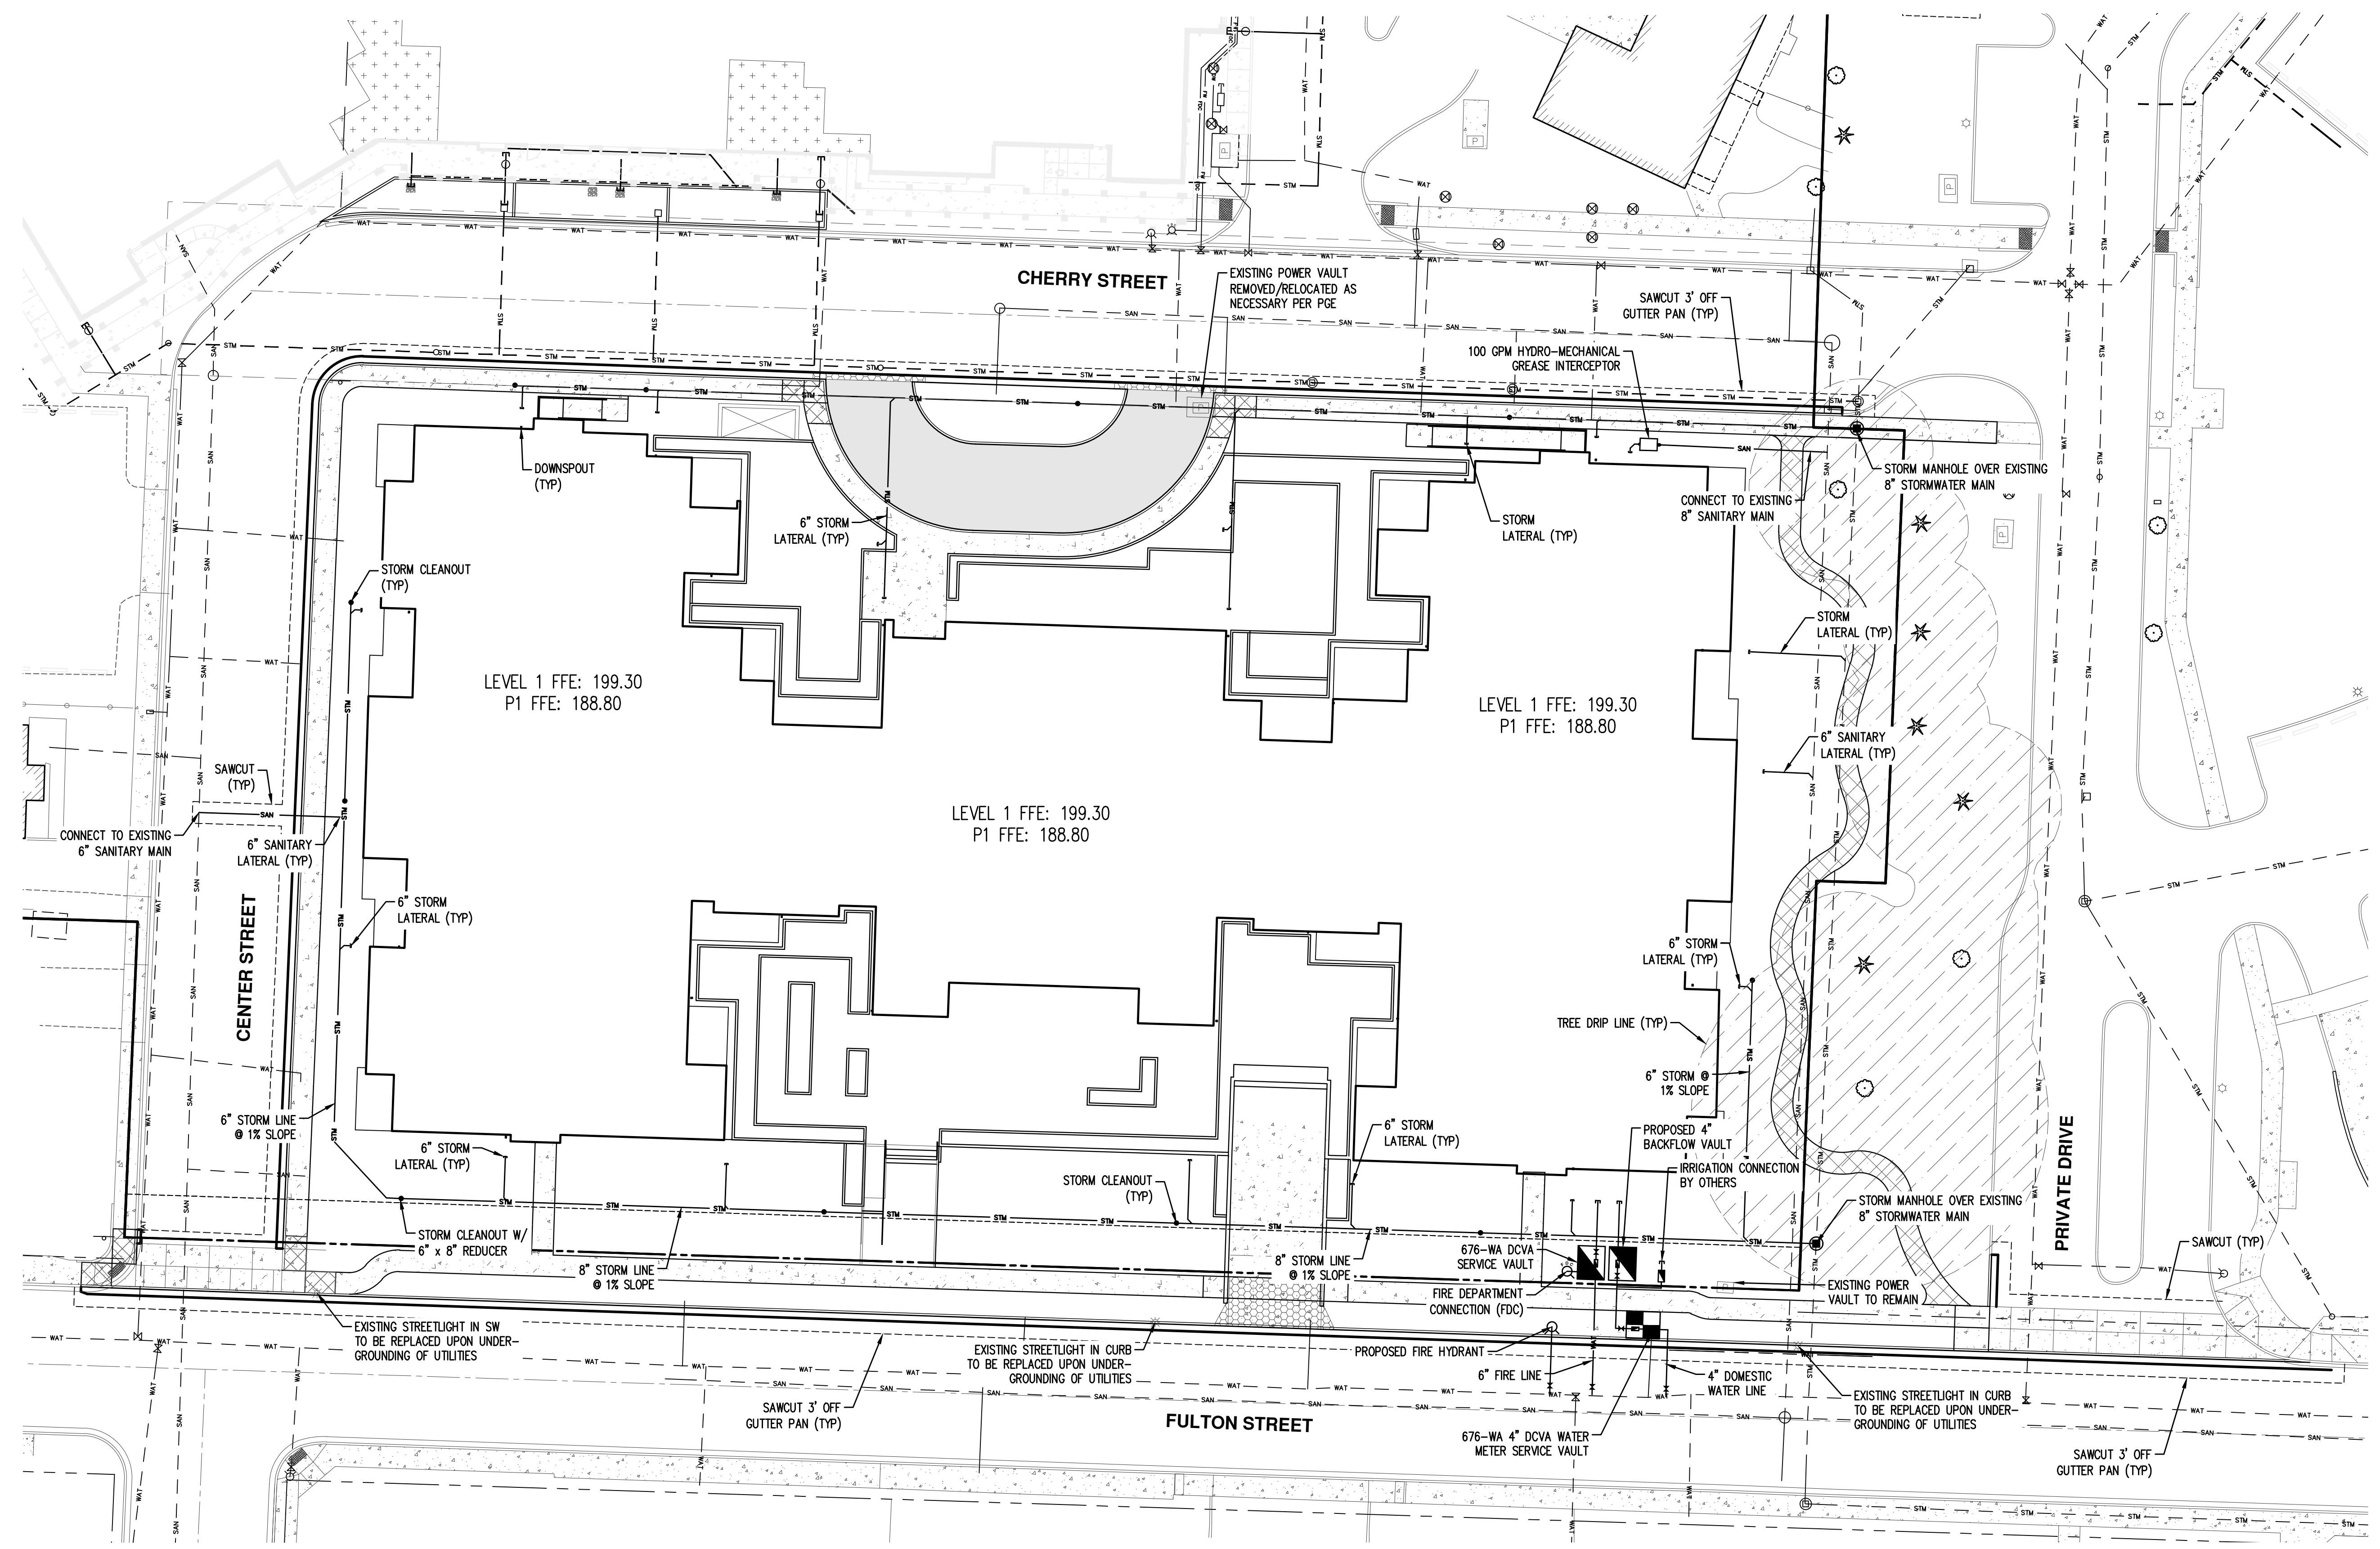 CHERRY STREET
EXISTING POWER VAULT
REMOVED/RELOCATED AS
NECESSARY PER PGE
SAWCUT 3' OFF
GUTTER PAN (TYP)
100 GPM HYDRO-MECHANICAL
GREASE INTERCEPTOR
DOWNSPOUT
(TYP)
STORM MANHOLE OVER EXISTING
8" STORMWATER MAIN
CONNECT TO EXISTING
8" SANITARY MAIN
6" STORM
LATERAL (TYP)
STORM
LATERAL (TYP)
STORM CLEANOUT
(TYP)
STORM
LATERAL (TYP)
LEVEL 1 FFE: 199.30
P1 FFE: 188.80
LEVEL 1 FFE: 199.30
P1 FFE: 188.80
6" SANITARY
LATERAL (TYP)
SAWCUT
(TYP)
LEVEL 1 FFE: 199.30
P1 FFE: 188.80
CONNECT TO EXISTING
6" SANITARY MAIN
6" SANITARY
LATERAL (TYP)
6" STORM
LATERAL (TYP)
CENTER STREET
6" STORM
LATERAL (TYP)
TREE DRIP LINE (TYP)
6" STORM @
1% SLOPE
6" STORM LINE
@ 1% SLOPE
6" STORM
LATERAL (TYP)
6" STORM
LATERAL (TYP)
PROPOSED 4"
BACKFLOW VAULT
IRRIGATION CONNECTION
BY OTHERS
STORM CLEANOUT
(TYP)
STORM MANHOLE OVER EXISTING
8" STORMWATER MAIN
PRIVATE DRIVE
STORM CLEANOUT W/
6" x 8" REDUCER
8" STORM LINE
@ 1% SLOPE
8" STORM LINE
@ 1% SLOPE
676-WA DCVA
SERVICE VAULT
SAWCUT (TYP)
FIRE DEPARTMENT
CONNECTION (FDC)
EXISTING POWER
VAULT TO REMAIN
EXISTING STREETLIGHT IN SW
TO BE REPLACED UPON UNDER-
GROUNDING OF UTILITIES
EXISTING STREETLIGHT IN CURB
TO BE REPLACED UPON UNDER-
GROUNDING OF UTILITIES
PROPOSED FIRE HYDRANT
6" FIRE LINE
4" DOMESTIC
WATER LINE
EXISTING STREETLIGHT IN CURB
TO BE REPLACED UPON UNDER-
GROUNDING OF UTILITIES
SAWCUT 3' OFF
GUTTER PAN (TYP)
FULTON STREET
676-WA 4" DCVA WATER
METER SERVICE VAULT
SAWCUT 3' OFF
GUTTER PAN (TYP)
STM
WAT
SAN
P